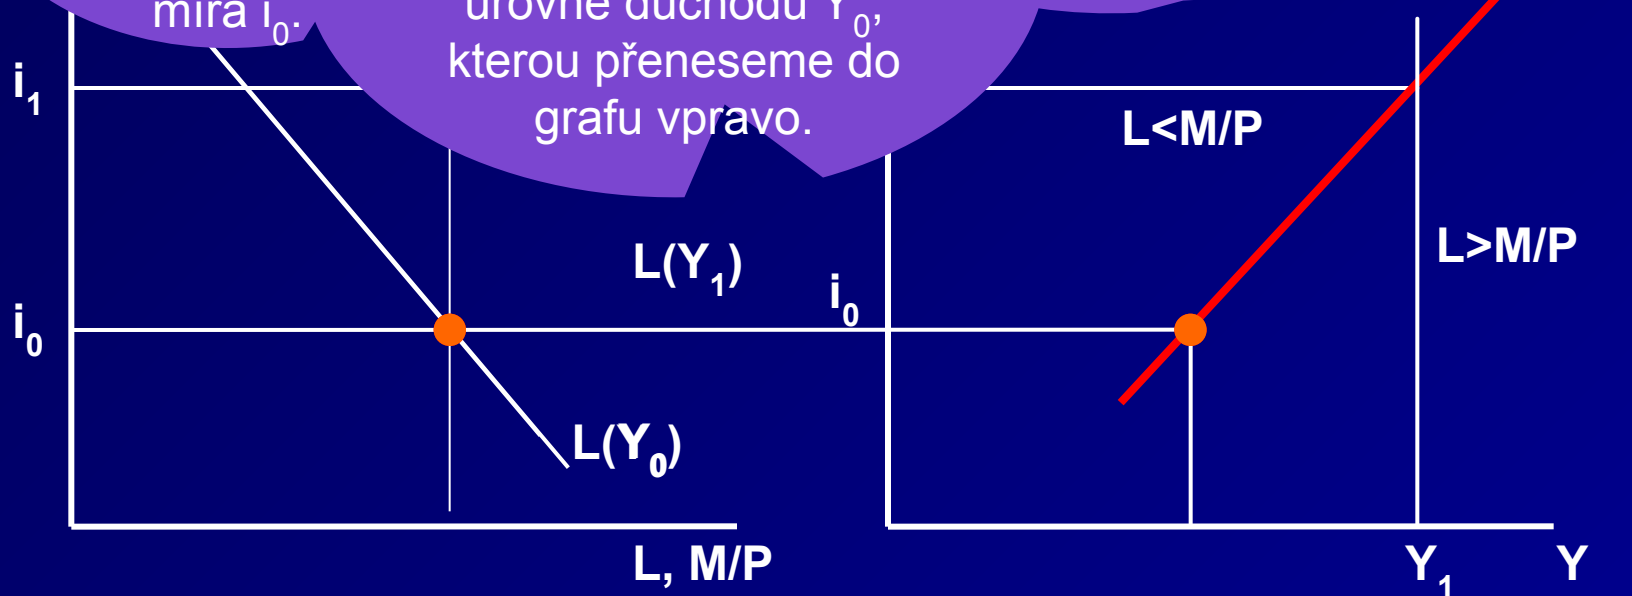 míra i₀.
úrovně důchodu Y₀,
kterou přeneseme do
grafu vpravo.
i₁
L<M/P
L>M/P
L(Y₁)
i₀
i₀
L(Y₀)
L, M/P
Y₁
Y